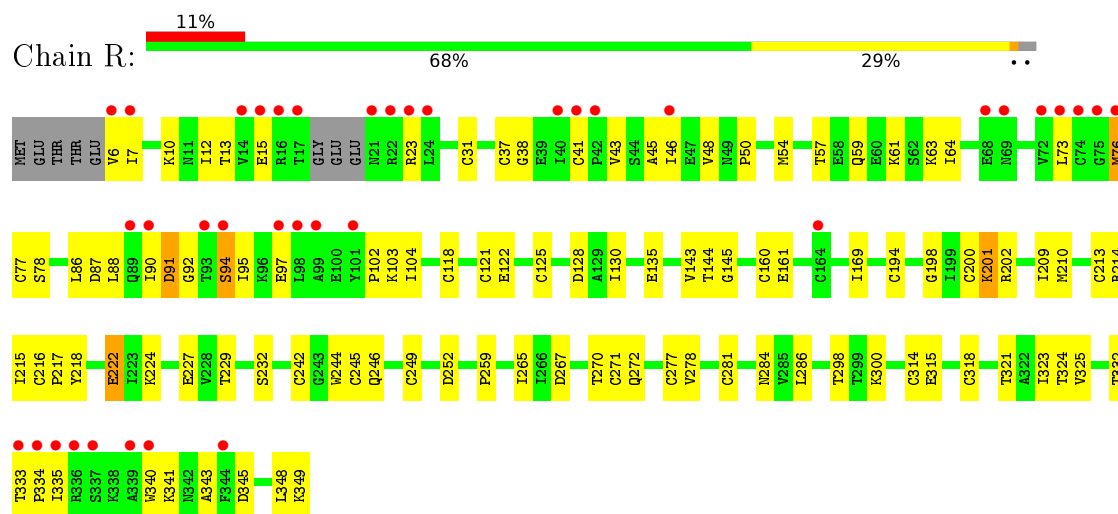 11%
Chain R:
68% 29% • •
MET GLU THR THR GLU V6 I7 K10 N11 I12 T13 V14 E15 R16 T17 GLY GLU GLU N21 R22 R23 L24 C31 C37 G38 E39 I40 C41 P42 V43 S44 A45 I46 E47 V48 N49 P50 M54 T57 E58 Q59 E60 K61 S62 K63 I64 E68 N69 V72 L73 C74 G75 M76
C77 S78 L86 D87 L88 Q89 I90 D91 G92 T93 S94 I95 K96 E97 L98 A99 E100 Y101 P102 K103 I104 C118 C121 E122 C125 D128 A129 I130 E135 V143 T144 G145 C160 E161 C164 I169 C194 G198 I199 C200 K201 R202 I209 M210 C213
I215 C216 P217 Y218 E222 I223 K224 E227 V228 T229 S232 C242 G243 W244 C245 Q246 C249 D252 P259 I265 I266 D267 T270 C271 Q272 C277 V278 C281 N284 V285 L286 T298 T299 K300 C314 E315 C318 T321 A322 I323 T324 V325
T333 P334 I335 R336 S337 K338 A339 W340 K341 N342 A343 F344 D345 L348 K349